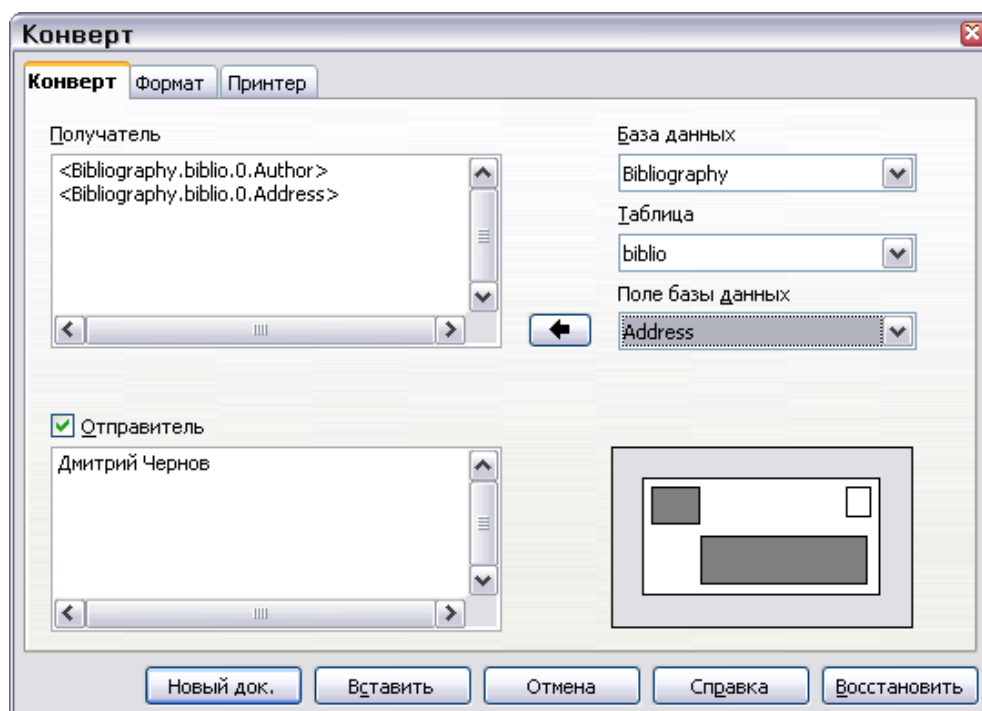 Конверт
Конверт Формат Принтер
Получатель
<Bibliography.biblio.0.Author>
<Bibliography.biblio.0.Address>
База данных
Bibliography
Таблица
biblio
Поле базы данных
Address
Отправитель
Дмитрий Чернов
Новый док. Вставить Отмена Справка Восстановить